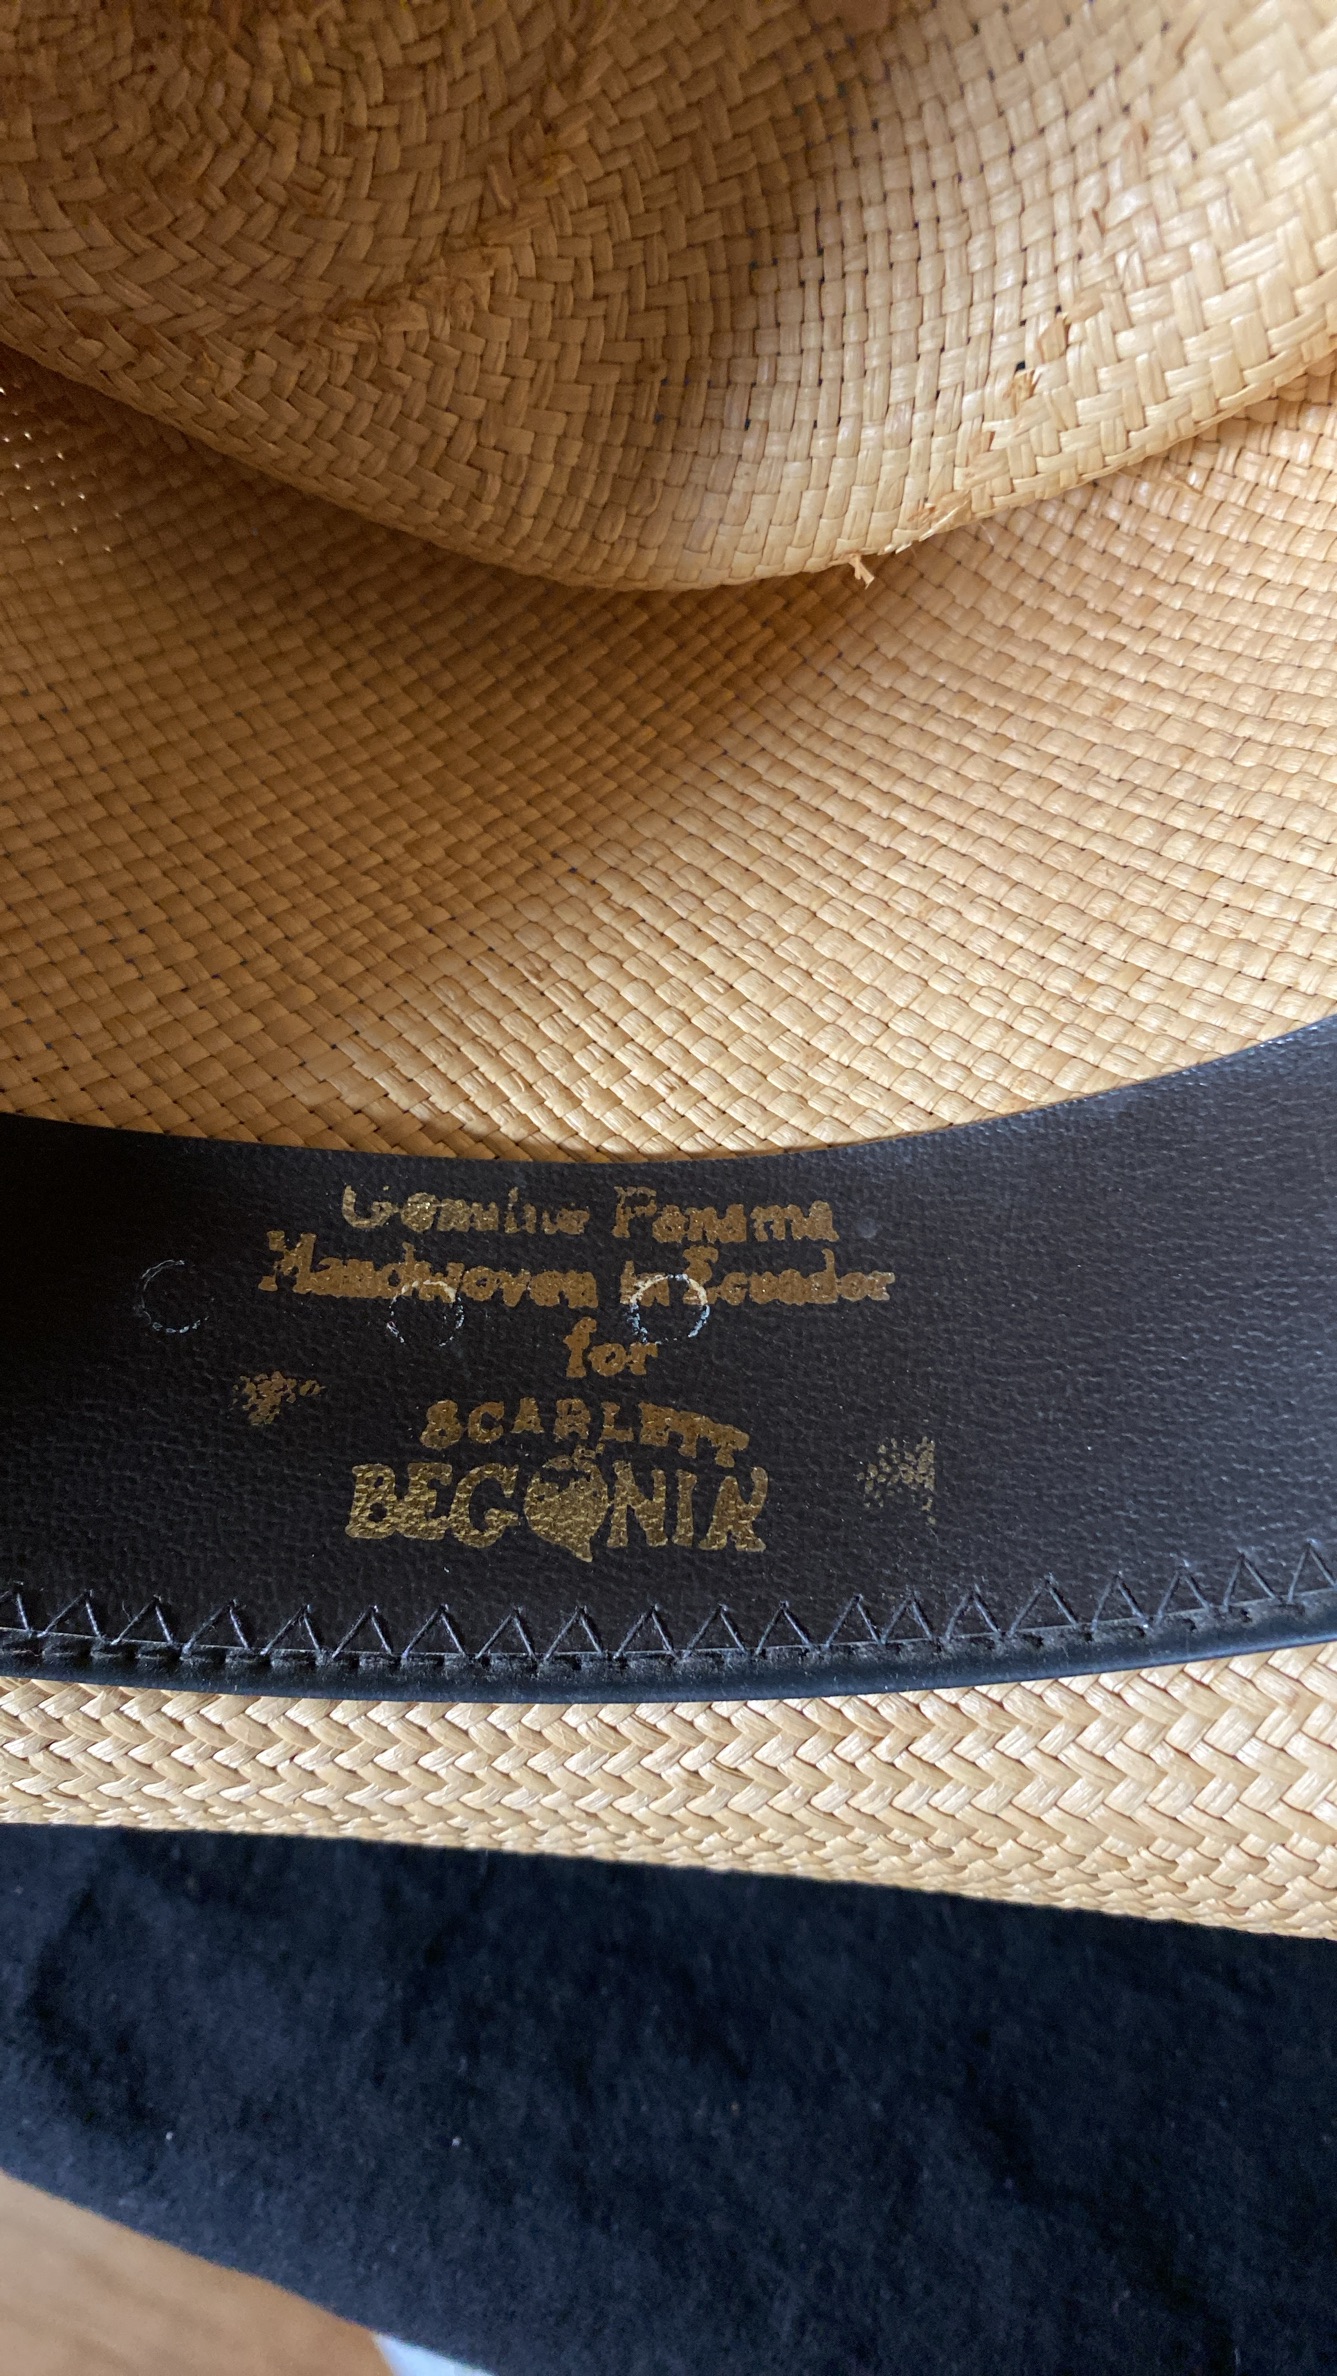 Genuine Panama
Handwoven in Ecuador
for
SCARLETT
BEGONIA